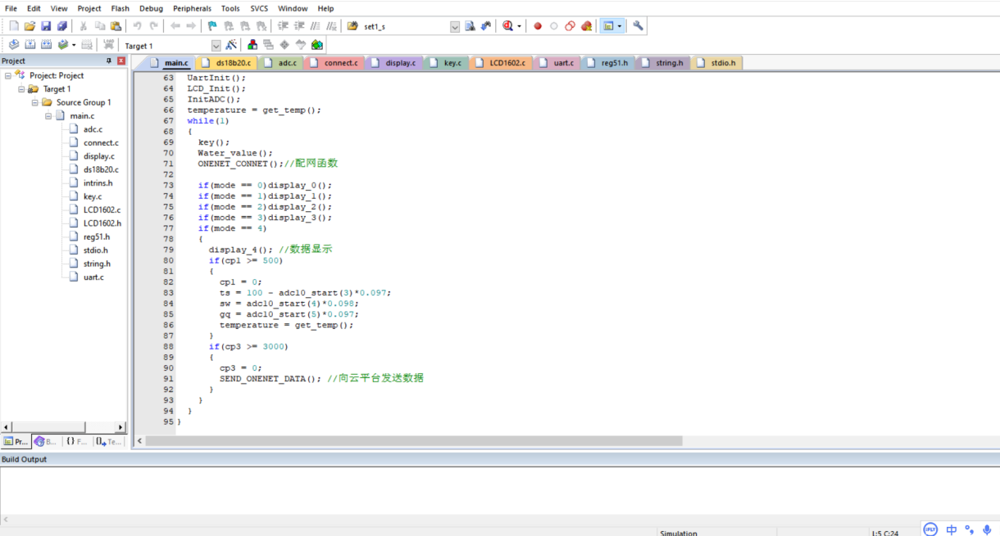 File Edit View Project Flash Debug Peripherals Tools SVCS Window Help
set1_s
LOAD Target 1
Project
Project: Project
Target 1
Source Group 1
main.c
adc.c
connect.c
display.c
ds18b20.c
intrins.h
key.c
LCD1602.c
LCD1602.h
reg51.h
stdio.h
string.h
uart.c
Pr... B... {} F... Te...
main.c ds18b20.c adc.c connect.c display.c key.c LCD1602.c uart.c reg51.h string.h stdio.h
63 UartInit();
64 LCD_Init();
65 InitADC();
66 temperature = get_temp();
67 while(1)
68 {
69 key();
70 Water_value();
71 ONENET_CONNET();//配网函数
72
73 if(mode == 0)display_0();
74 if(mode == 1)display_1();
75 if(mode == 2)display_2();
76 if(mode == 3)display_3();
77 if(mode == 4)
78 {
79 display_4(); //数据显示
80 if(cp1 >= 500)
81 {
82 cp1 = 0;
83 ts = 100 - adc10_start(3)*0.097;
84 sw = adc10_start(4)*0.098;
85 gq = adc10_start(5)*0.097;
86 temperature = get_temp();
87 }
88 if(cp3 >= 3000)
89 {
90 cp3 = 0;
91 SEND_ONENET_DATA(); //向云平台发送数据
92 }
93 }
94 }
95 }
Build Output
Simulation L:5 C:24
iFLY 中